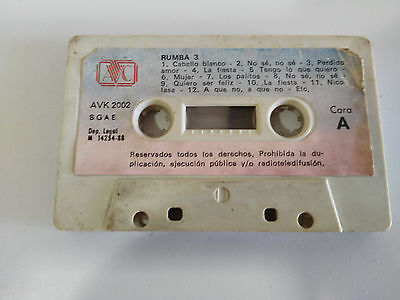 AVC
RUMBA 3
1. Caballo blanco - 2. No sé, no sé - 3. Perdido
amor - 4. La fiesta - 5 Tengo lo que quiero -
6. Mujer - 7. Los palitos - 8. No sé, no sé -
9. Quiero ser feliz - 10. La fiesta - 11. Nico
lasa - 12. A que no, a que no - Etc.
AVK 2002
SGAE
Dep. Legal
M 14254-88
Cara
A
Reservados todos los derechos. Prohibida la du-
plicación, ejecución pública y/o radioteledifusión.